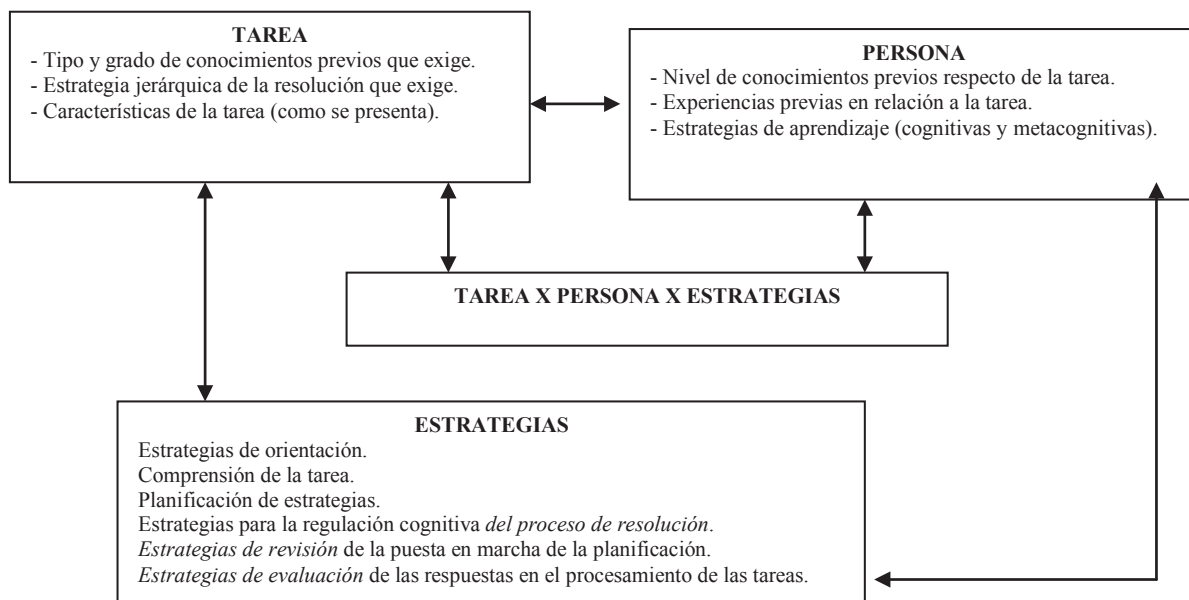 TAREA
- Tipo y grado de conocimientos previos que exige.
- Estrategia jerárquica de la resolución que exige.
- Características de la tarea (como se presenta).
PERSONA
- Nivel de conocimientos previos respecto de la tarea.
- Experiencias previas en relación a la tarea.
- Estrategias de aprendizaje (cognitivas y metacognitivas).
TAREA X PERSONA X ESTRATEGIAS
ESTRATEGIAS
Estrategias de orientación.
Comprensión de la tarea.
Planificación de estrategias.
Estrategias para la regulación cognitiva del proceso de resolución.
Estrategias de revisión de la puesta en marcha de la planificación.
Estrategias de evaluación de las respuestas en el procesamiento de las tareas.